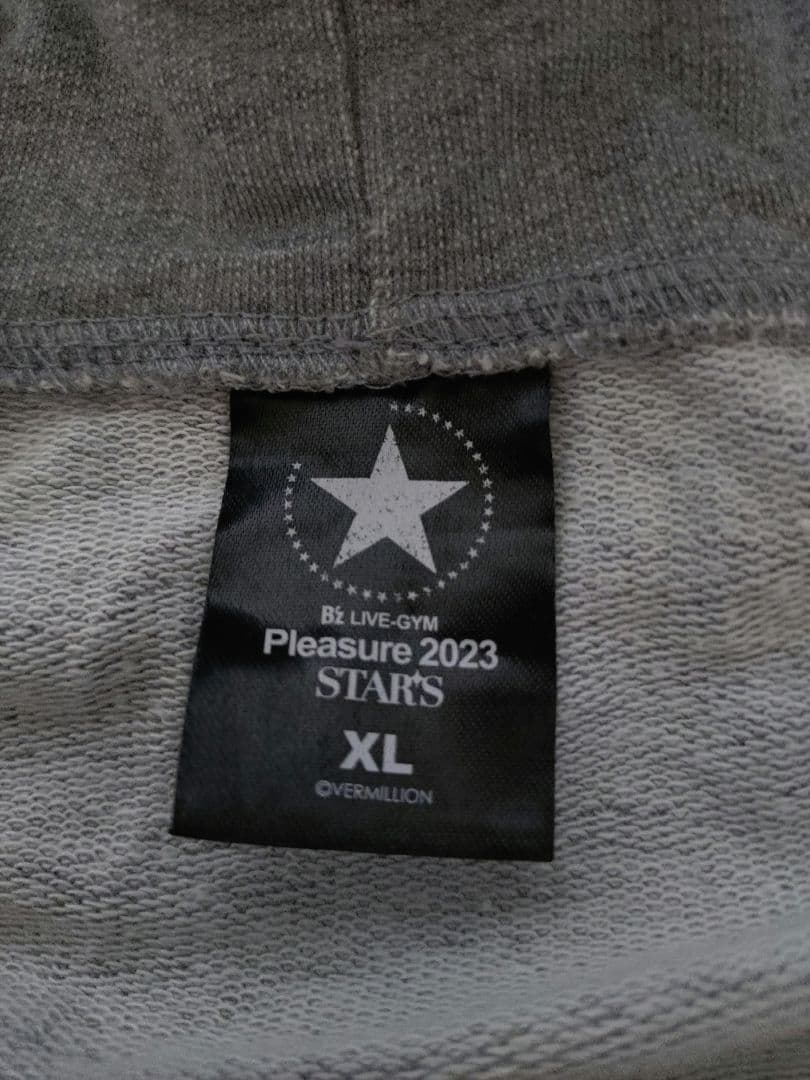 B'z LIVE-GYM
Pleasure 2023
STARS
XL
©VERMILLION